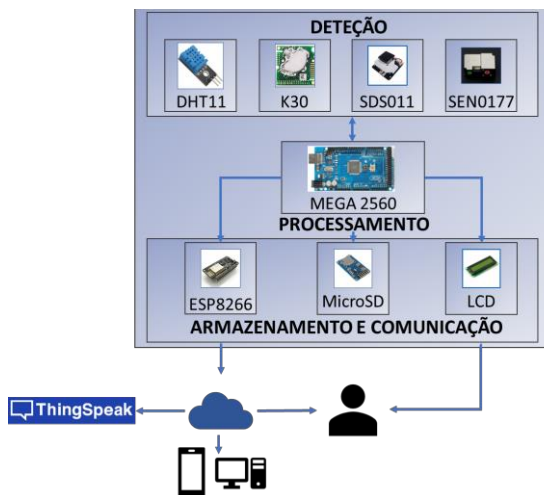 DETEÇÃO
DHT11 K30 SDS011 SEN0177
MEGA 2560
PROCESSAMENTO
ESP8266 MicroSD LCD
ARMAZENAMENTO E COMUNICAÇÃO
ThingSpeak